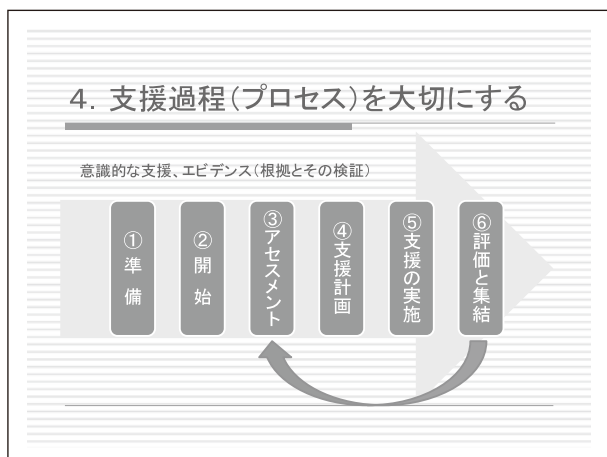 4．支援過程（プロセス）を大切にする
意識的な支援、エビデンス（根拠とその検証）
①準備
②開始
③アセスメント
④支援計画
⑤支援の実施
⑥評価と集結